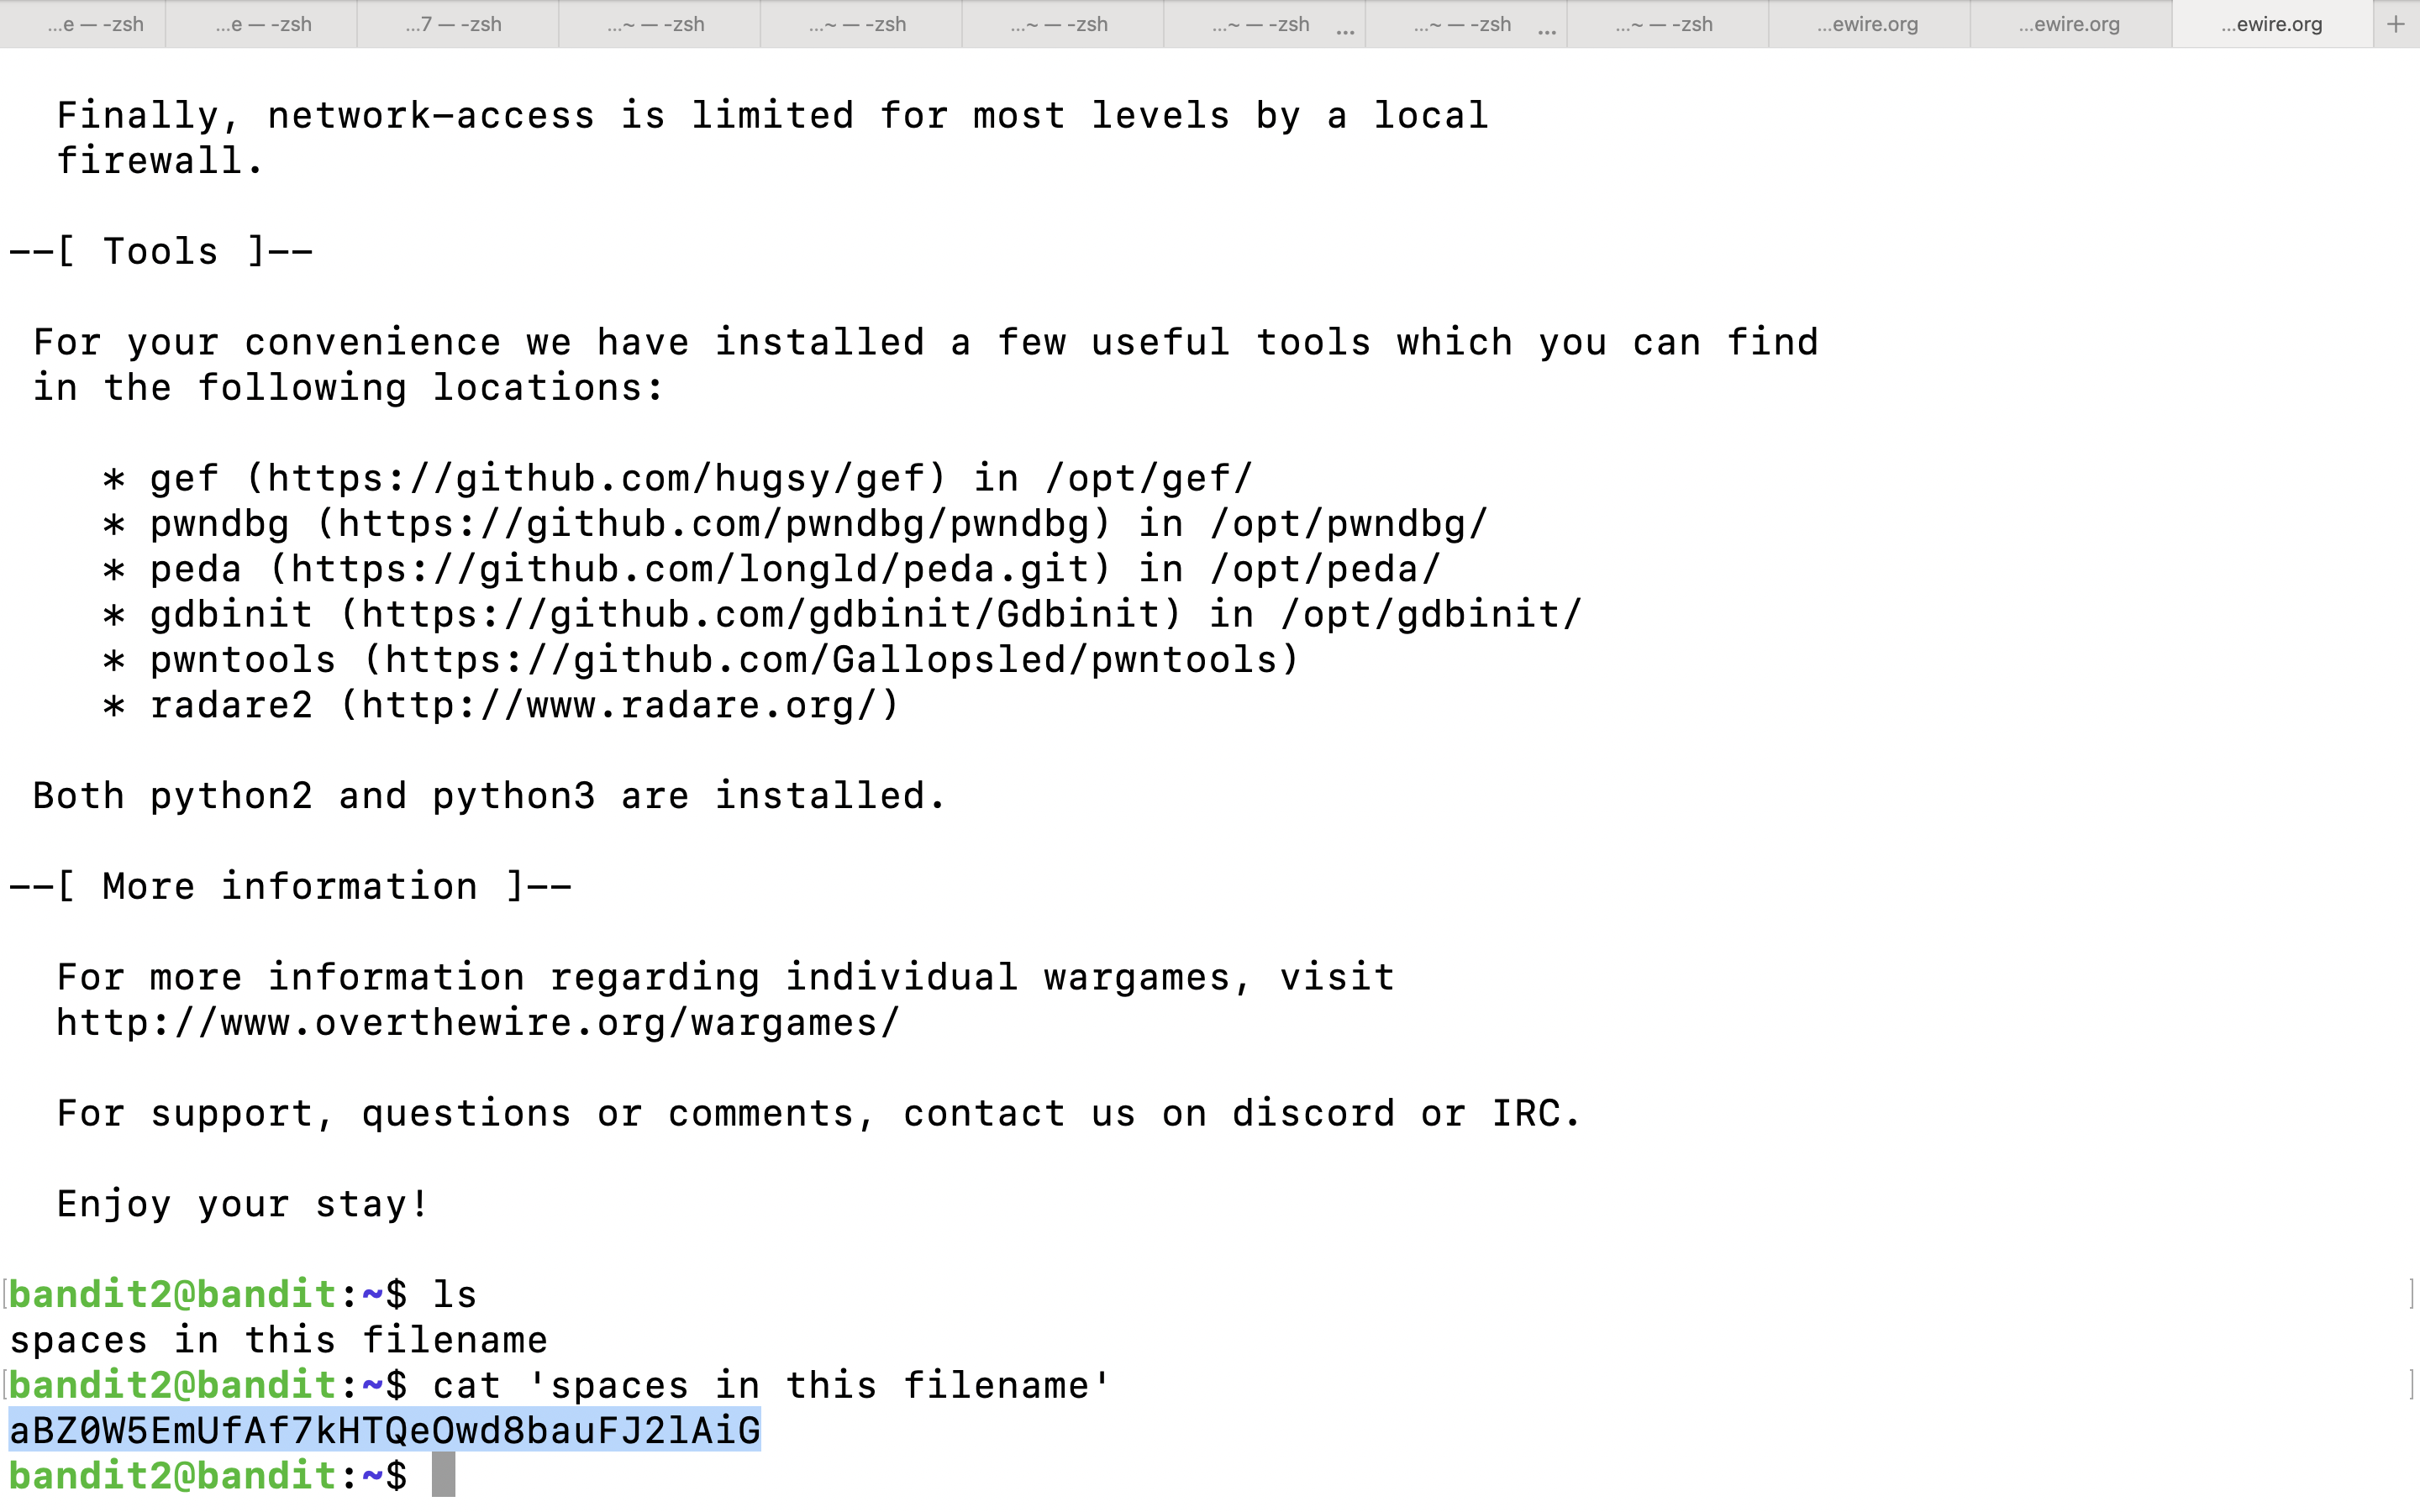 ...e — -zsh ...e — -zsh ...7 — -zsh ...~ — -zsh ...~ — -zsh ...~ — -zsh ...~ — -zsh ... ...~ — -zsh ... ...~ — -zsh ...ewire.org ...ewire.org ...ewire.org +
Finally, network-access is limited for most levels by a local
firewall.
--[ Tools ]--
For your convenience we have installed a few useful tools which you can find
in the following locations:
* gef (https://github.com/hugsy/gef) in /opt/gef/
* pwndbg (https://github.com/pwndbg/pwndbg) in /opt/pwndbg/
* peda (https://github.com/longld/peda.git) in /opt/peda/
* gdbinit (https://github.com/gdbinit/Gdbinit) in /opt/gdbinit/
* pwntools (https://github.com/Gallopsled/pwntools)
* radare2 (http://www.radare.org/)
Both python2 and python3 are installed.
--[ More information ]--
For more information regarding individual wargames, visit
http://www.overthewire.org/wargames/
For support, questions or comments, contact us on discord or IRC.
Enjoy your stay!
[bandit2@bandit:~$ ls ]
spaces in this filename
[bandit2@bandit:~$ cat 'spaces in this filename' ]
aBZ0W5EmUfAf7kHTQeOwd8bauFJ2lAiG
bandit2@bandit:~$